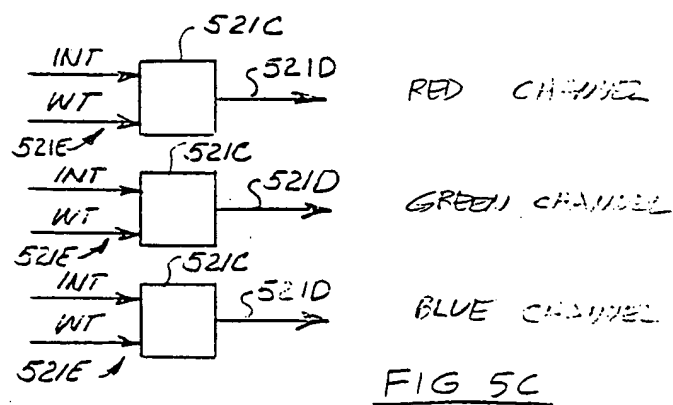 521C
INT
521D
RED CHANNEL
WT
521E
521C
INT
521D
GREEN CHANNEL
WT
521E
521C
INT
521D
BLUE CHANNEL
WT
521E
FIG 5C